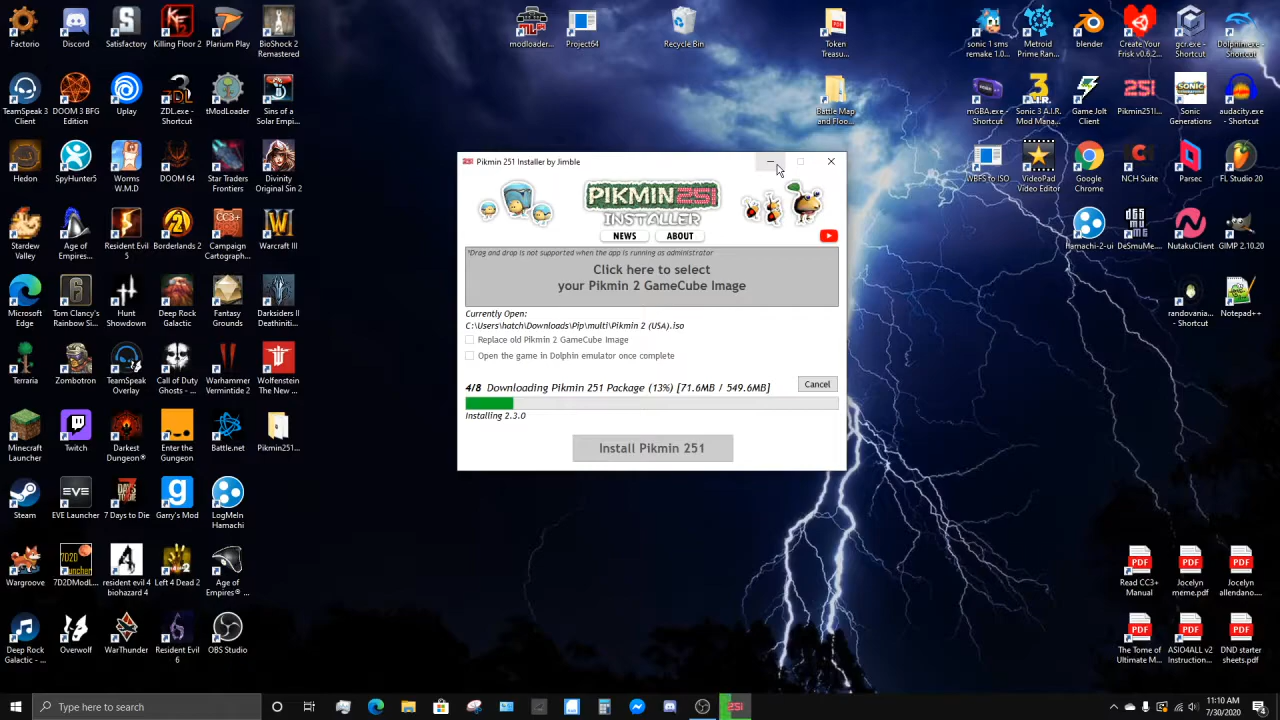 Factorio
Discord
Satisfactory
Killing Floor 2
Plarium Play
BioShock 2
Remastered
modloader...
Project64
Recycle Bin
Token
Treasu...
sonic 1 sms
remake 1.0...
Metroid
Prime Ran...
blender
Create Your
Frisk v0.6.2...
gcr.exe -
Shortcut
Dolphin.exe -
Shortcut
TeamSpeak 3
Client
DOOM 3 BFG
Edition
Uplay
ZDL.exe -
Shortcut
tModLoader
Sins of a
Solar Empi...
Battle Map
and Floo...
mGBA.exe -
Shortcut
Sonic 3 A.I.R.
Mod Mana...
Game Jolt
Client
Pikmin251I...
Sonic
Generations
audacity.exe
- Shortcut
Hedon
SpyHunter5
Worms
W.M.D
DOOM 64
Star Traders
Frontiers
Divinity
Original Sin 2
WBFS to ISO
VideoPad
Video Editor
Google
Chrome
NCH Suite
Parsec
FL Studio 20
Stardew
Valley
Age of
Empires...
Resident Evil
5
Borderlands 2
Campaign
Cartograph...
Warcraft III
Hamachi-2-ui
DeSmuMe...
NutakuClient
GIMP 2.10.20
Microsoft
Edge
Tom Clancy's
Rainbow Si...
Hunt
Showdown
Deep Rock
Galactic
Fantasy
Grounds
Darksiders II
Deathiniti...
randovania...
- Shortcut
Notepad++
Terraria
Zombotron
TeamSpeak
Overlay
Call of Duty
Ghosts - ...
Warhammer
Vermintide 2
Wolfenstein
The New ...
Minecraft
Launcher
Twitch
Darkest
Dungeon®
Enter the
Gungeon
Battle.net
Pikmin251...
Steam
EVE Launcher
7 Days to Die
Garry's Mod
LogMeIn
Hamachi
Wargroove
7D2DModL...
resident evil 4
biohazard 4
Left 4 Dead 2
Age of
Empires® ...
Deep Rock
Galactic - ...
Overwolf
WarThunder
Resident Evil
6
OBS Studio
Pikmin 251 Installer by Jimble
PIKMIN 251
INSTALLER
NEWS
ABOUT
*Drag and drop is not supported when the app is running as administrator
Click here to select
your Pikmin 2 GameCube Image
Currently Open:
C:\Users\hatch\Downloads\Pip\multi\Pikmin 2 (USA).iso
Replace old Pikmin 2 GameCube Image
Open the game in Dolphin emulator once complete
4/8 Downloading Pikmin 251 Package (13%) [71.6MB / 549.6MB]
Cancel
Installing 2.3.0
Install Pikmin 251
Read CC3+
Manual
Jocelyn
meme.pdf
Jocelyn
allendano....
The Tome of
Ultimate M...
ASIO4ALL v2
Instruction...
DND starter
sheets.pdf
Type here to search
11:10 AM
7/30/2020